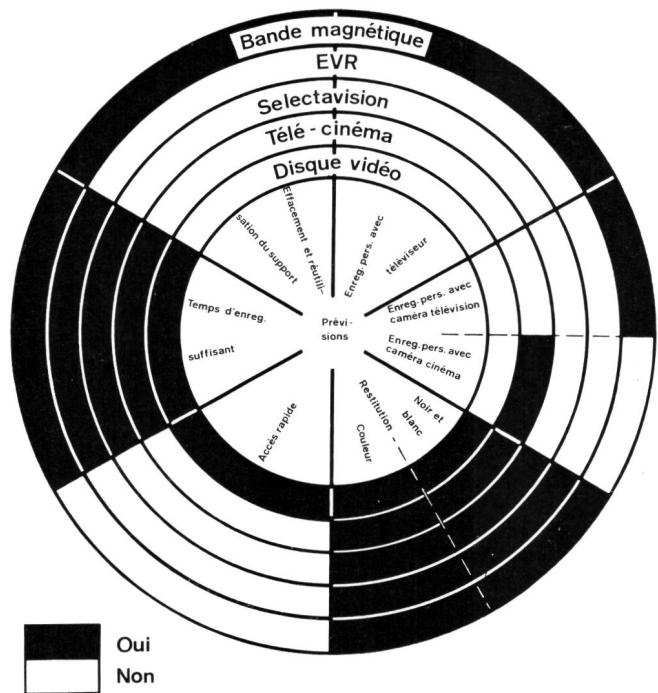 Bande magnétique
EVR
Selectavision
Télé-cinéma
Disque vidéo
Effacement et réutili-
sation du support
Enreg. pers. avec
téléviseur
Temps d'enreg.
suffisant
Prévi-
sions
Enreg. pers. avec
caméra télévision
Enreg. pers. avec
caméra cinéma
Noir et
blanc
Restitution
Couleur
Accès rapide
Oui
Non